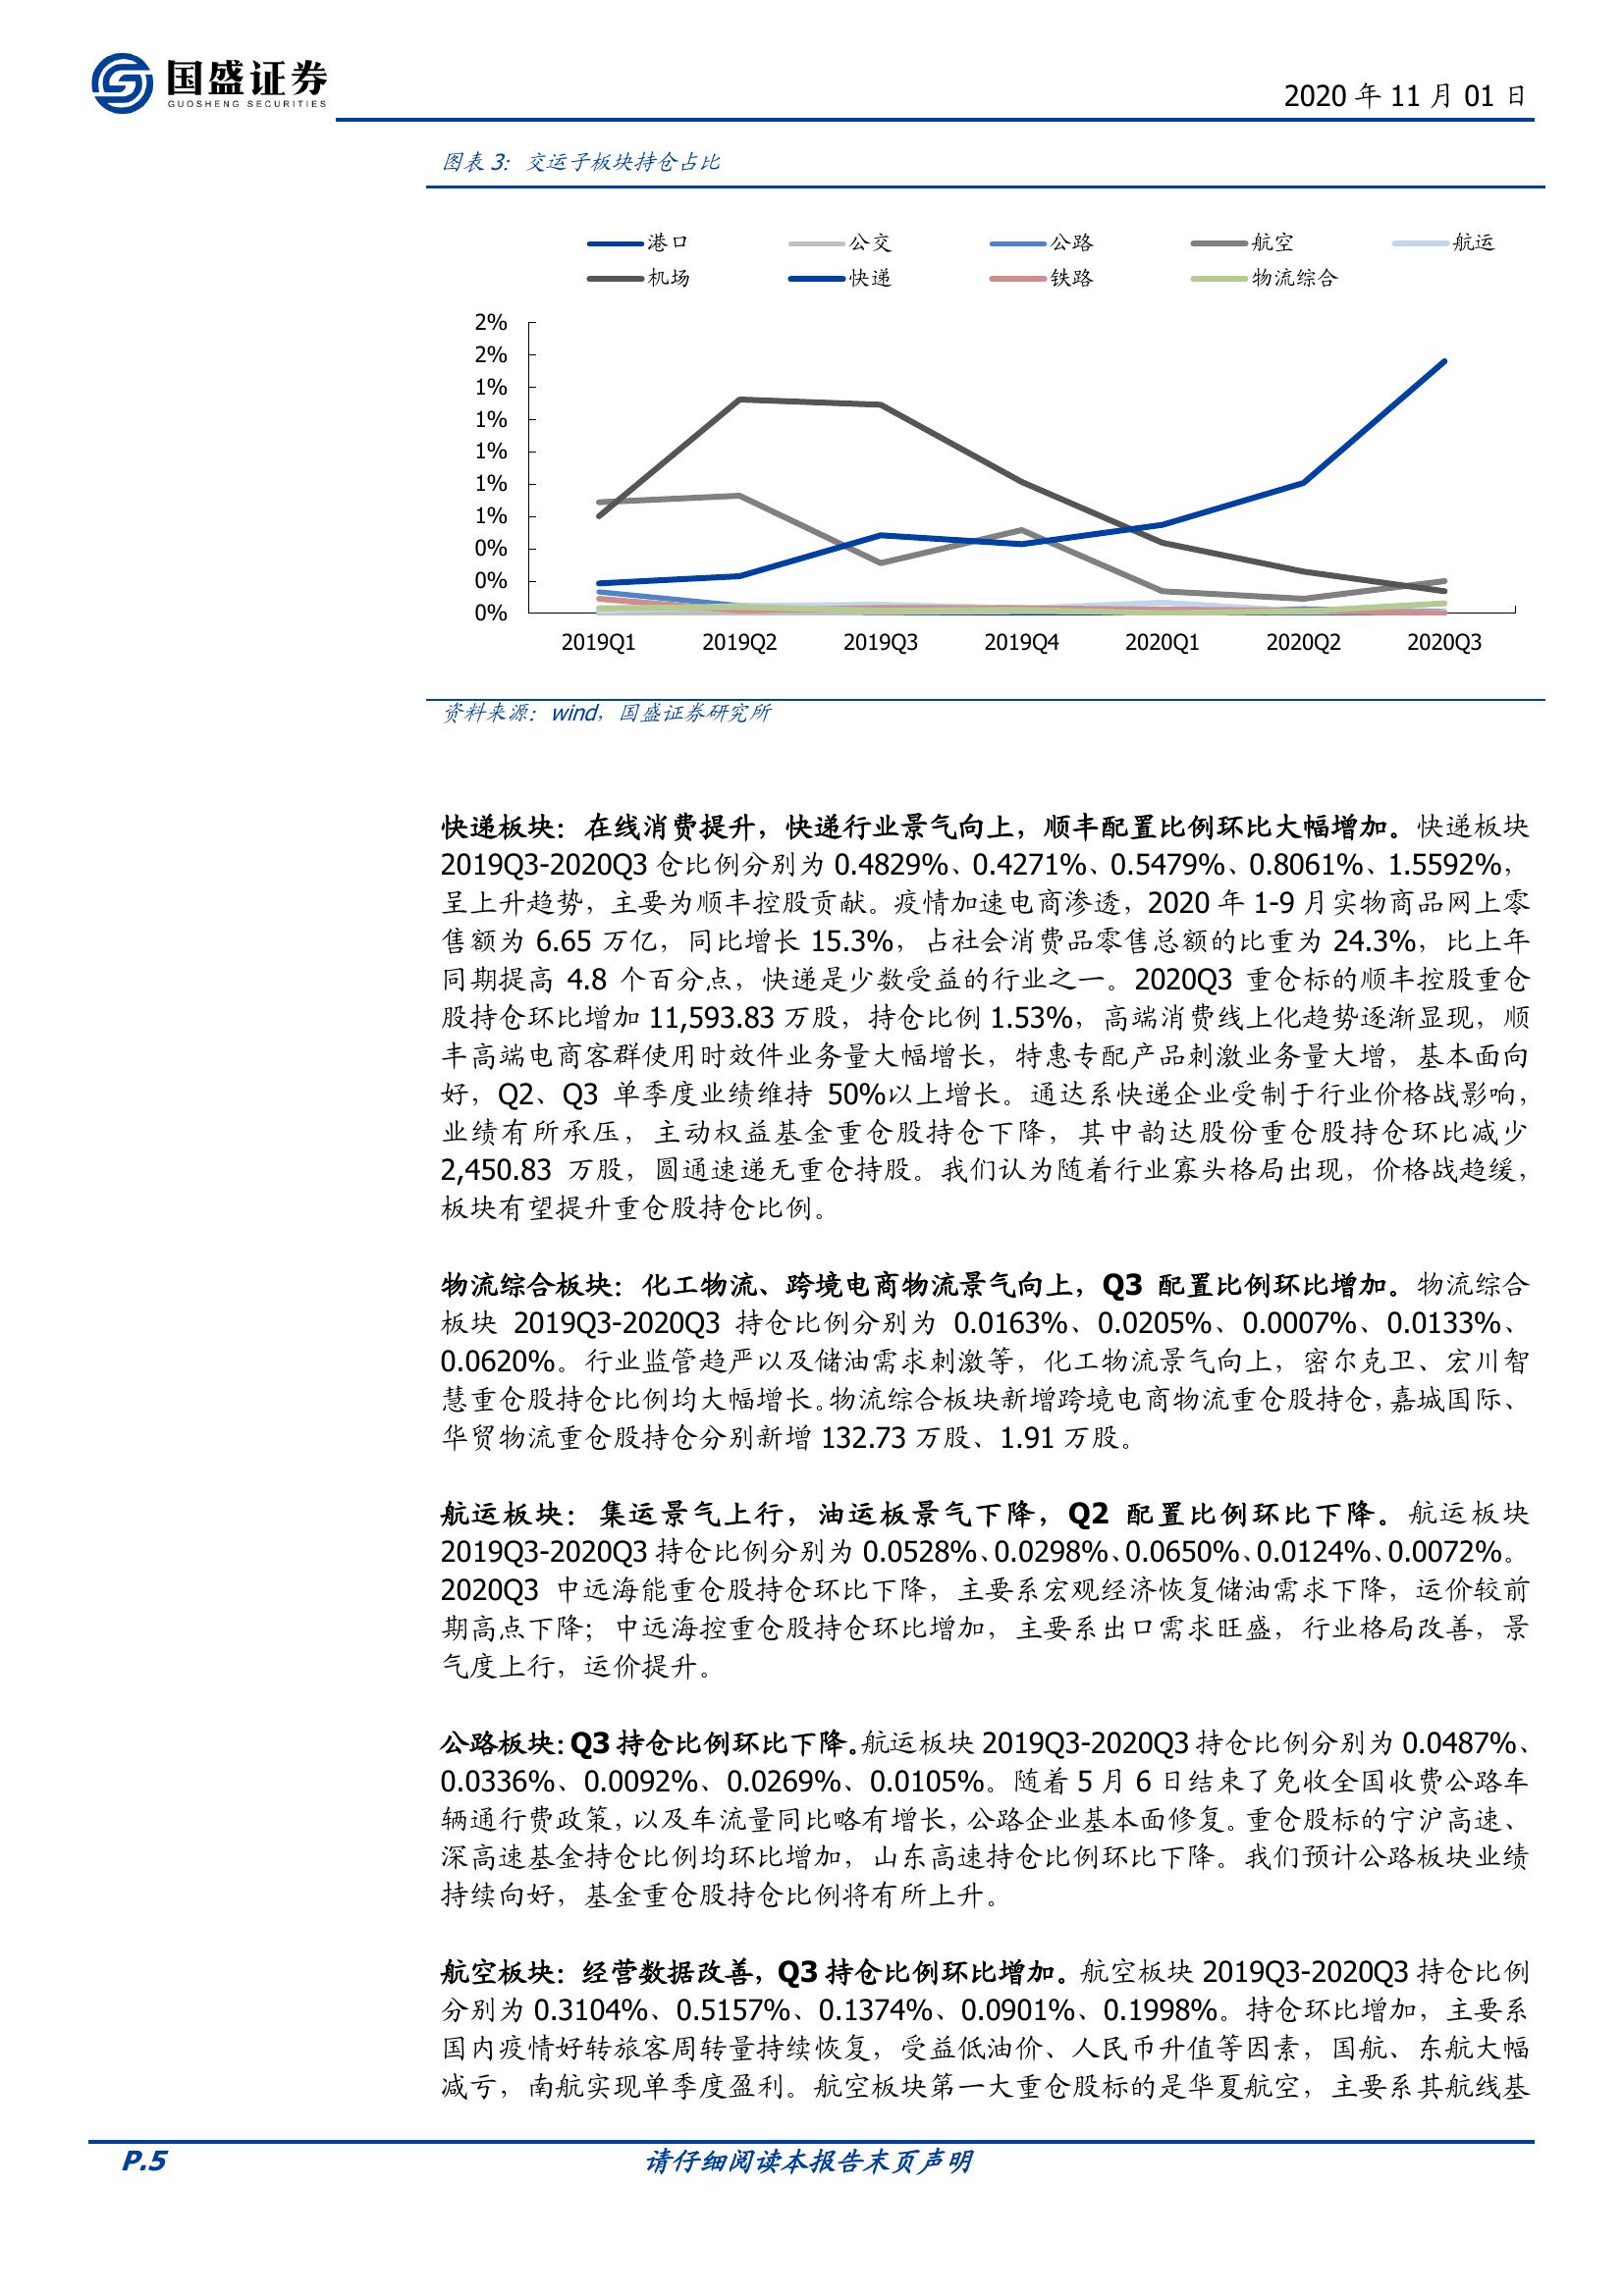 国盛证券
GUOSHENG SECURITIES
2020 年 11 月 01 日
图表 3：交运子板块持仓占比
港口 公交 公路 航空 航运
机场 快递 铁路 物流综合
2%
2%
1%
1%
1%
1%
1%
0%
0%
0%
2019Q1 2019Q2 2019Q3 2019Q4 2020Q1 2020Q2 2020Q3
资料来源：wind，国盛证券研究所
快递板块：在线消费提升，快递行业景气向上，顺丰配置比例环比大幅增加。快递板块
2019Q3-2020Q3 仓比例分别为 0.4829%、0.4271%、0.5479%、0.8061%、1.5592%，
呈上升趋势，主要为顺丰控股贡献。疫情加速电商渗透，2020 年 1-9 月实物商品网上零
售额为 6.65 万亿，同比增长 15.3%，占社会消费品零售总额的比重为 24.3%，比上年
同期提高 4.8 个百分点，快递是少数受益的行业之一。2020Q3 重仓标的顺丰控股重仓
股持仓环比增加 11,593.83 万股，持仓比例 1.53%，高端消费线上化趋势逐渐显现，顺
丰高端电商客群使用时效件业务量大幅增长，特惠专配产品刺激业务量大增，基本面向
好，Q2、Q3 单季度业绩维持 50%以上增长。通达系快递企业受制于行业价格战影响，
业绩有所承压，主动权益基金重仓股持仓下降，其中韵达股份重仓股持仓环比减少
2,450.83 万股，圆通速递无重仓持股。我们认为随着行业寡头格局出现，价格战趋缓，
板块有望提升重仓股持仓比例。
物流综合板块：化工物流、跨境电商物流景气向上，Q3 配置比例环比增加。物流综合
板块 2019Q3-2020Q3 持仓比例分别为 0.0163%、0.0205%、0.0007%、0.0133%、
0.0620%。行业监管趋严以及储油需求刺激等，化工物流景气向上，密尔克卫、宏川智
慧重仓股持仓比例均大幅增长。物流综合板块新增跨境电商物流重仓股持仓，嘉城国际、
华贸物流重仓股持仓分别新增 132.73 万股、1.91 万股。
航运板块：集运景气上行，油运板景气下降，Q2 配置比例环比下降。航运板块
2019Q3-2020Q3 持仓比例分别为 0.0528%、0.0298%、0.0650%、0.0124%、0.0072%。
2020Q3 中远海能重仓股持仓环比下降，主要系宏观经济恢复储油需求下降，运价较前
期高点下降；中远海控重仓股持仓环比增加，主要系出口需求旺盛，行业格局改善，景
气度上行，运价提升。
公路板块：Q3 持仓比例环比下降。航运板块 2019Q3-2020Q3 持仓比例分别为 0.0487%、
0.0336%、0.0092%、0.0269%、0.0105%。随着 5 月 6 日结束了免收全国收费公路车
辆通行费政策，以及车流量同比略有增长，公路企业基本面修复。重仓股标的宁沪高速、
深高速基金持仓比例均环比增加，山东高速持仓比例环比下降。我们预计公路板块业绩
持续向好，基金重仓股持仓比例将有所上升。
航空板块：经营数据改善，Q3 持仓比例环比增加。航空板块 2019Q3-2020Q3 持仓比例
分别为 0.3104%、0.5157%、0.1374%、0.0901%、0.1998%。持仓环比增加，主要系
国内疫情好转旅客周转量持续恢复，受益低油价、人民币升值等因素，国航、东航大幅
减亏，南航实现单季度盈利。航空板块第一大重仓股标的是华夏航空，主要系其航线基
P.5 请仔细阅读本报告末页声明